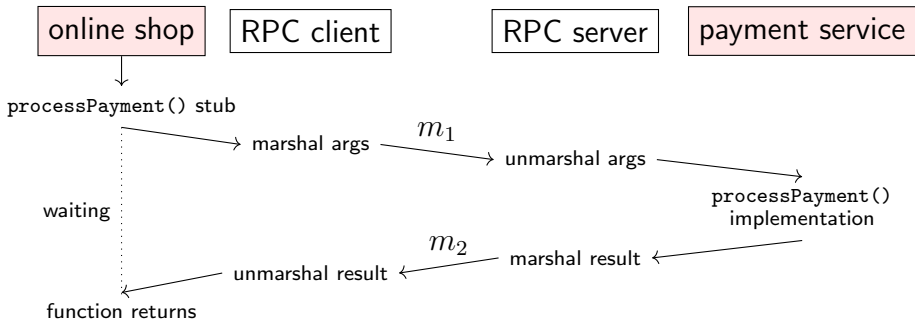 online shop
RPC client
RPC server
payment service
processPayment() stub
marshal args
m1
unmarshal args
processPayment()
implementation
waiting
m2
marshal result
unmarshal result
function returns